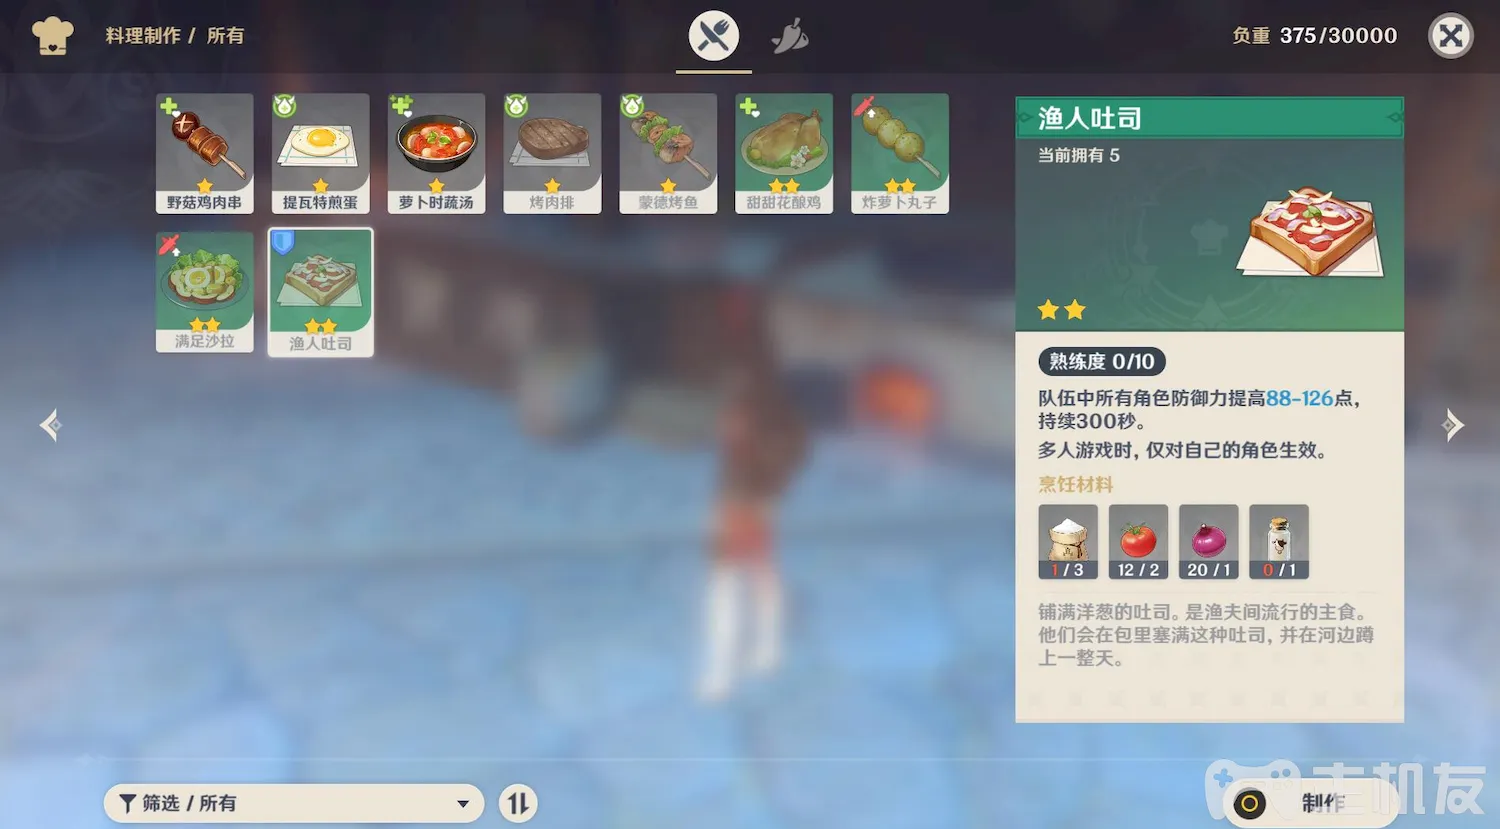 料理制作 / 所有
负重 375/30000
野菇鸡肉串
提瓦特煎蛋
萝卜时蔬汤
烤肉排
蒙德烤鱼
甜甜花酿鸡
炸萝卜丸子
满足沙拉
渔人吐司
渔人吐司
当前拥有 5
熟练度 0/10
队伍中所有角色防御力提高88-126点，
持续300秒。
多人游戏时，仅对自己的角色生效。
烹饪材料
1 / 3
12 / 2
20 / 1
0 / 1
铺满洋葱的吐司。是渔夫间流行的主食。
他们会在包里塞满这种吐司，并在河边蹲
上一整天。
筛选 / 所有
制作
手机友